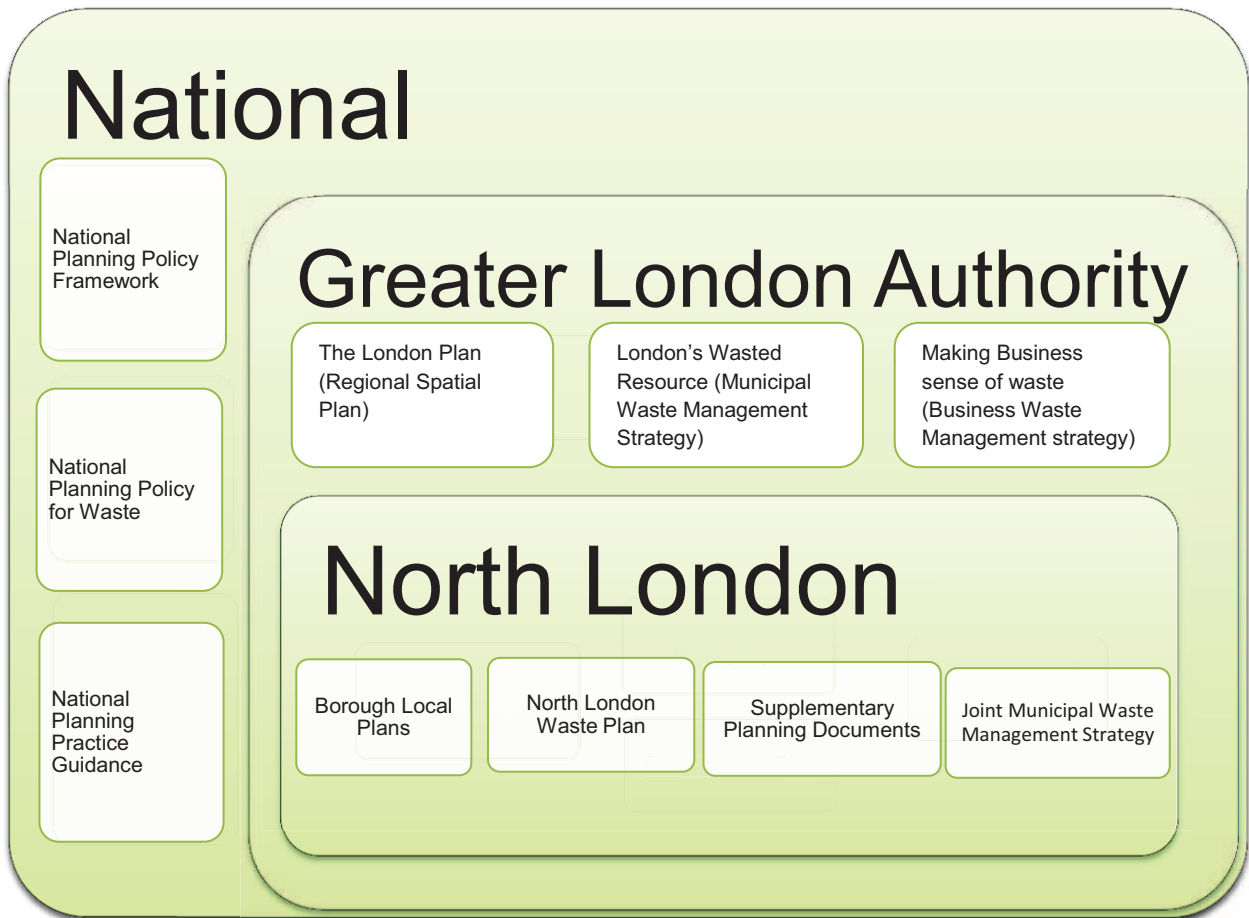 National
National
Planning Policy
Framework
National
Planning Policy
for Waste
National
Planning
Practice
Guidance
Greater London Authority
The London Plan
(Regional Spatial
Plan)
London’s Wasted
Resource (Municipal
Waste Management
Strategy)
Making Business
sense of waste
(Business Waste
Management strategy)
North London
Borough Local
Plans
North London
Waste Plan
Supplementary
Planning Documents
Joint Municipal Waste
Management Strategy